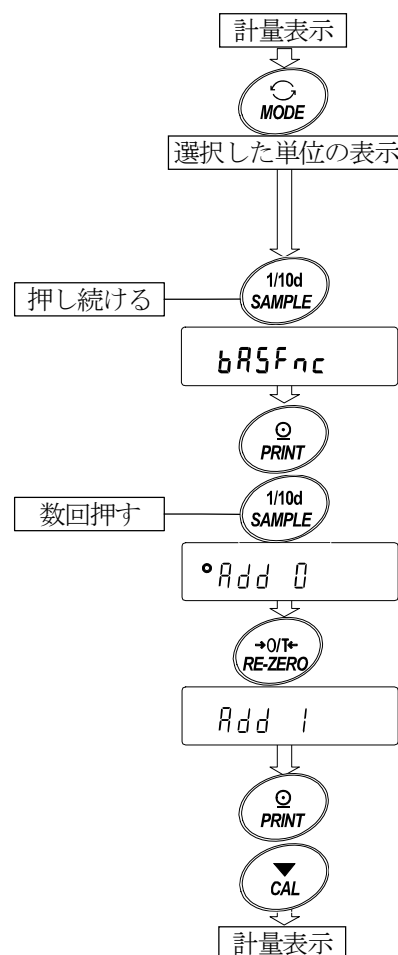 計量表示
MODE
選択した単位の表示
1/10d
SAMPLE
押し続ける
bASFnc
PRINT
1/10d
SAMPLE
数回押す
Add 0
→0/T←
RE-ZERO
Add 1
PRINT
CAL
計量表示